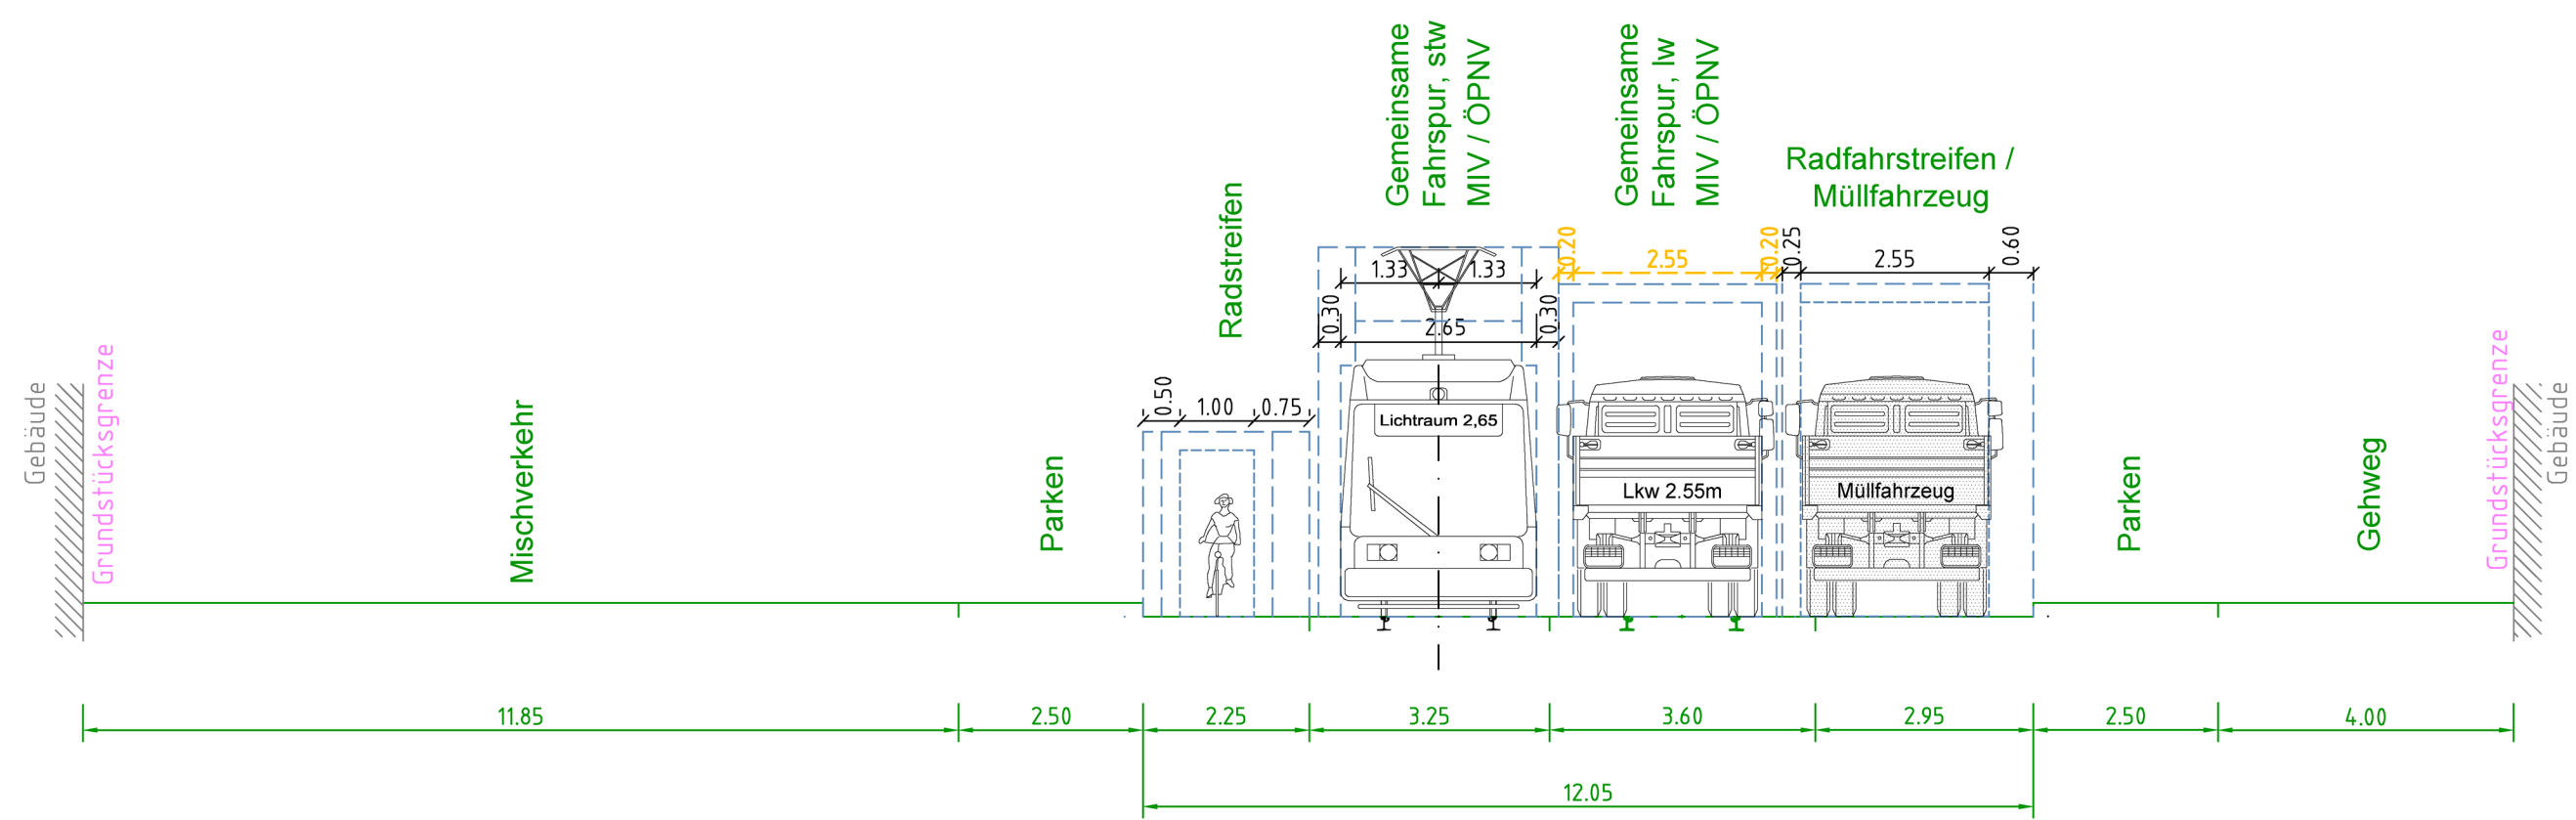 Gemeinsame
Fahrspur, stw
MIV / ÖPNV
Gemeinsame
Fahrspur, lw
MIV / ÖPNV
Radfahrstreifen /
Müllfahrzeug
Radstreifen
0.20
2.55
0.20
0.25
2.55
0.60
1.33
1.33
0.30
2.65
0.30
0.50
1.00
0.75
Gebäude
Grundstücksgrenze
Mischverkehr
Parken
Lichtraum 2,65
Lkw 2.55m
Müllfahrzeug
Parken
Gehweg
Grundstücksgrenze
Gebäude
11.85
2.50
2.25
3.25
3.60
2.95
2.50
4.00
12.05